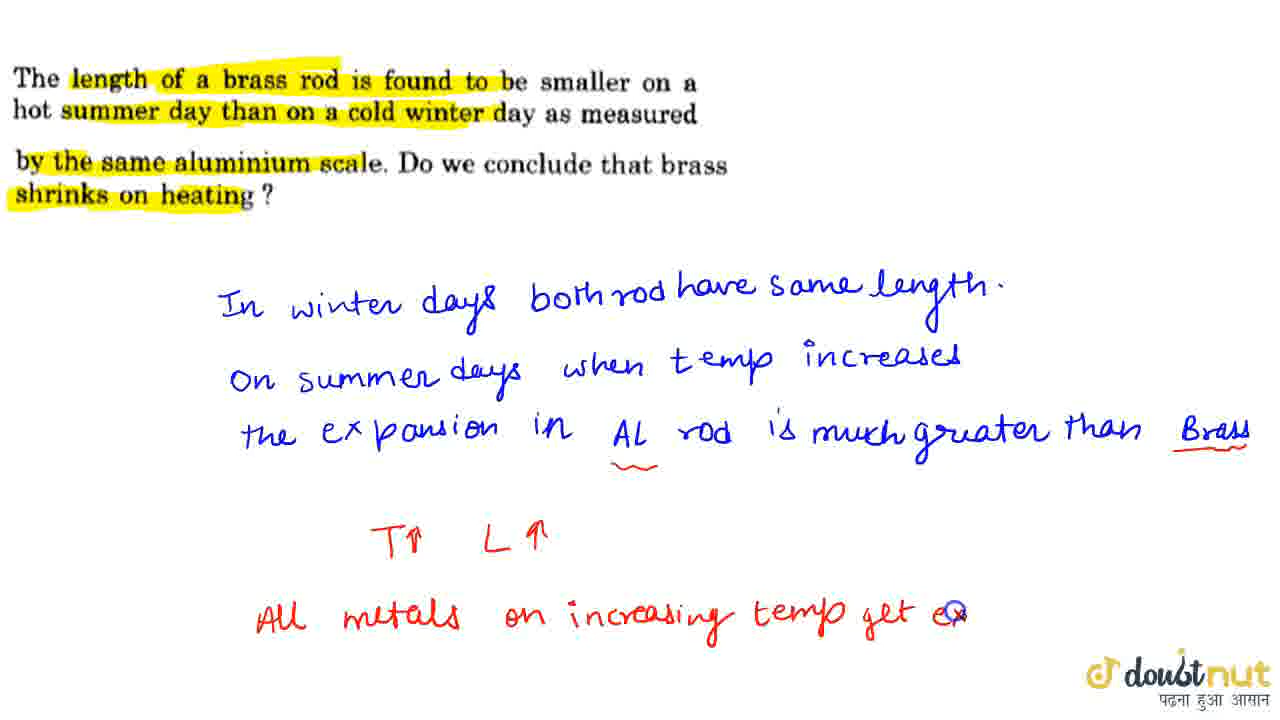 The length of a brass rod is found to be smaller on a
hot summer day than on a cold winter day as measured
by the same aluminium scale. Do we conclude that brass
shrinks on heating ?
In winter days both rod have same length.
on summer days when temp increases
the expansion in AL rod is much greater than Brass
T↑ L↑
All metals on increasing temp get ex
doubtnut
पढ़ना हुआ आसान